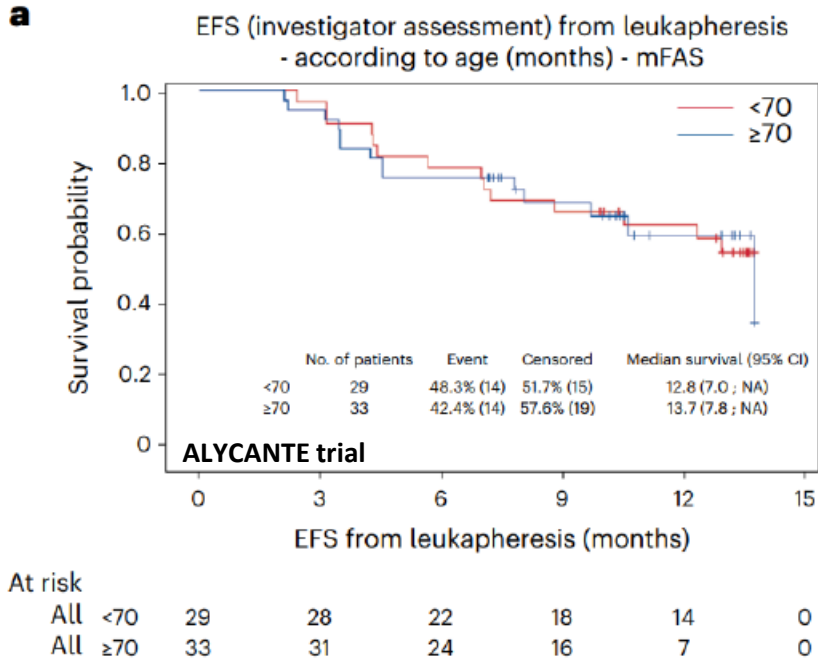 a
EFS (investigator assessment) from leukapheresis
- according to age (months) - mFAS
<70
≥70
1.0
0.8
0.6
0.4
0.2
0
Survival probability
No. of patients Event Censored Median survival (95% CI)
<70 29 48.3% (14) 51.7% (15) 12.8 (7.0 ; NA)
≥70 33 42.4% (14) 57.6% (19) 13.7 (7.8 ; NA)
ALYCANTE trial
0 3 6 9 12 15
EFS from leukapheresis (months)
At risk
All <70 29 28 22 18 14 0
All ≥70 33 31 24 16 7 0